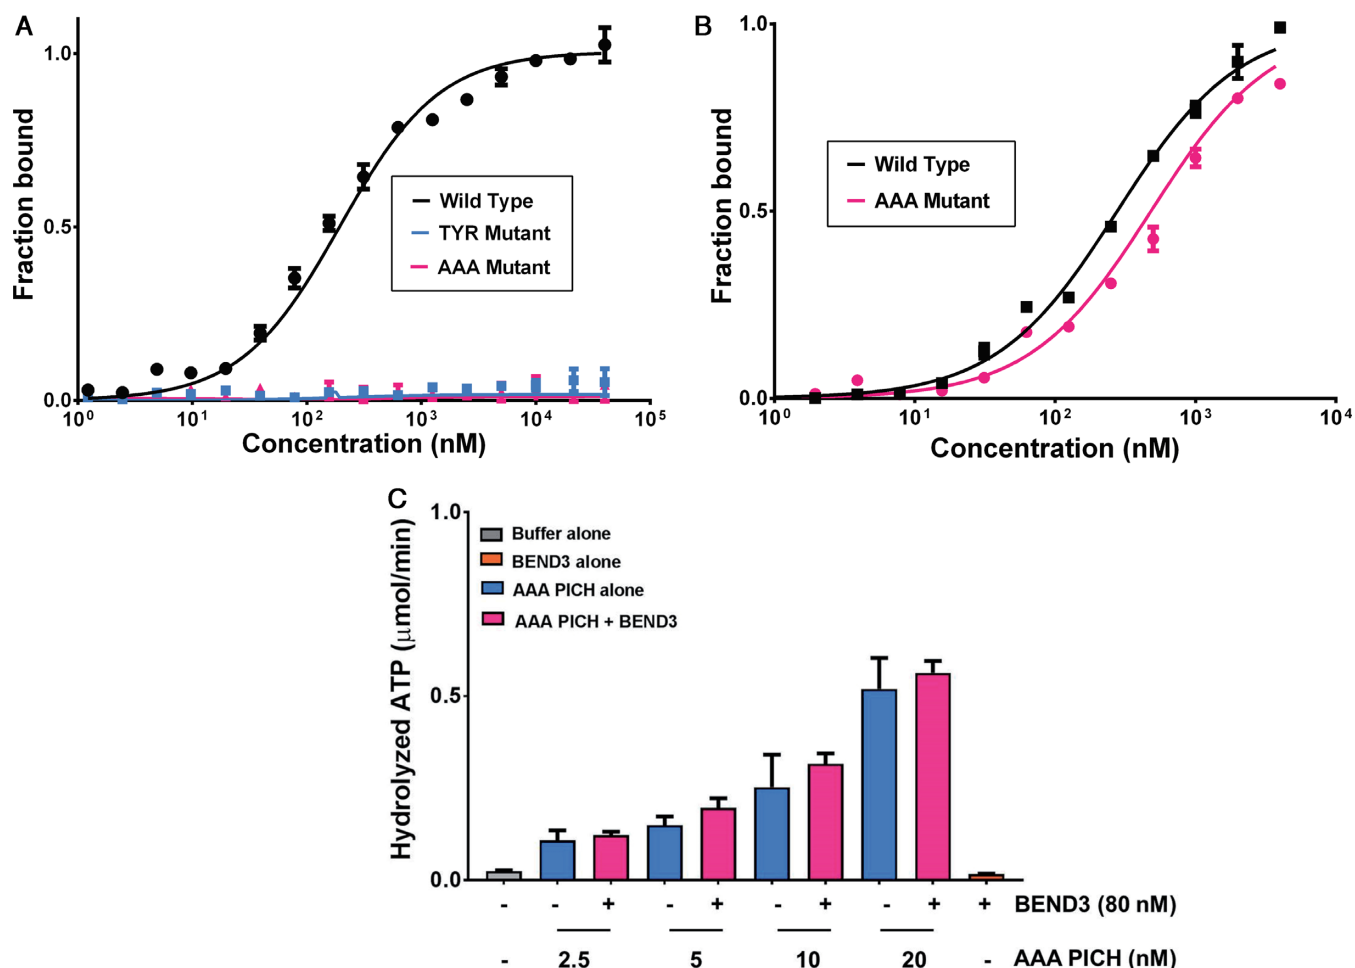 A
Fraction bound
1.0
0.5
0.0
Wild Type
TYR Mutant
AAA Mutant
10⁰ 10¹ 10² 10³ 10⁴ 10⁵
Concentration (nM)
B
Fraction bound
1.0
0.5
0.0
Wild Type
AAA Mutant
10⁰ 10¹ 10² 10³ 10⁴
Concentration (nM)
C
Hydrolyzed ATP (μmol/min)
1.0
0.5
0.0
Buffer alone
BEND3 alone
AAA PICH alone
AAA PICH + BEND3
- - + - + - + - + + BEND3 (80 nM)
- 2.5 5 10 20 - AAA PICH (nM)